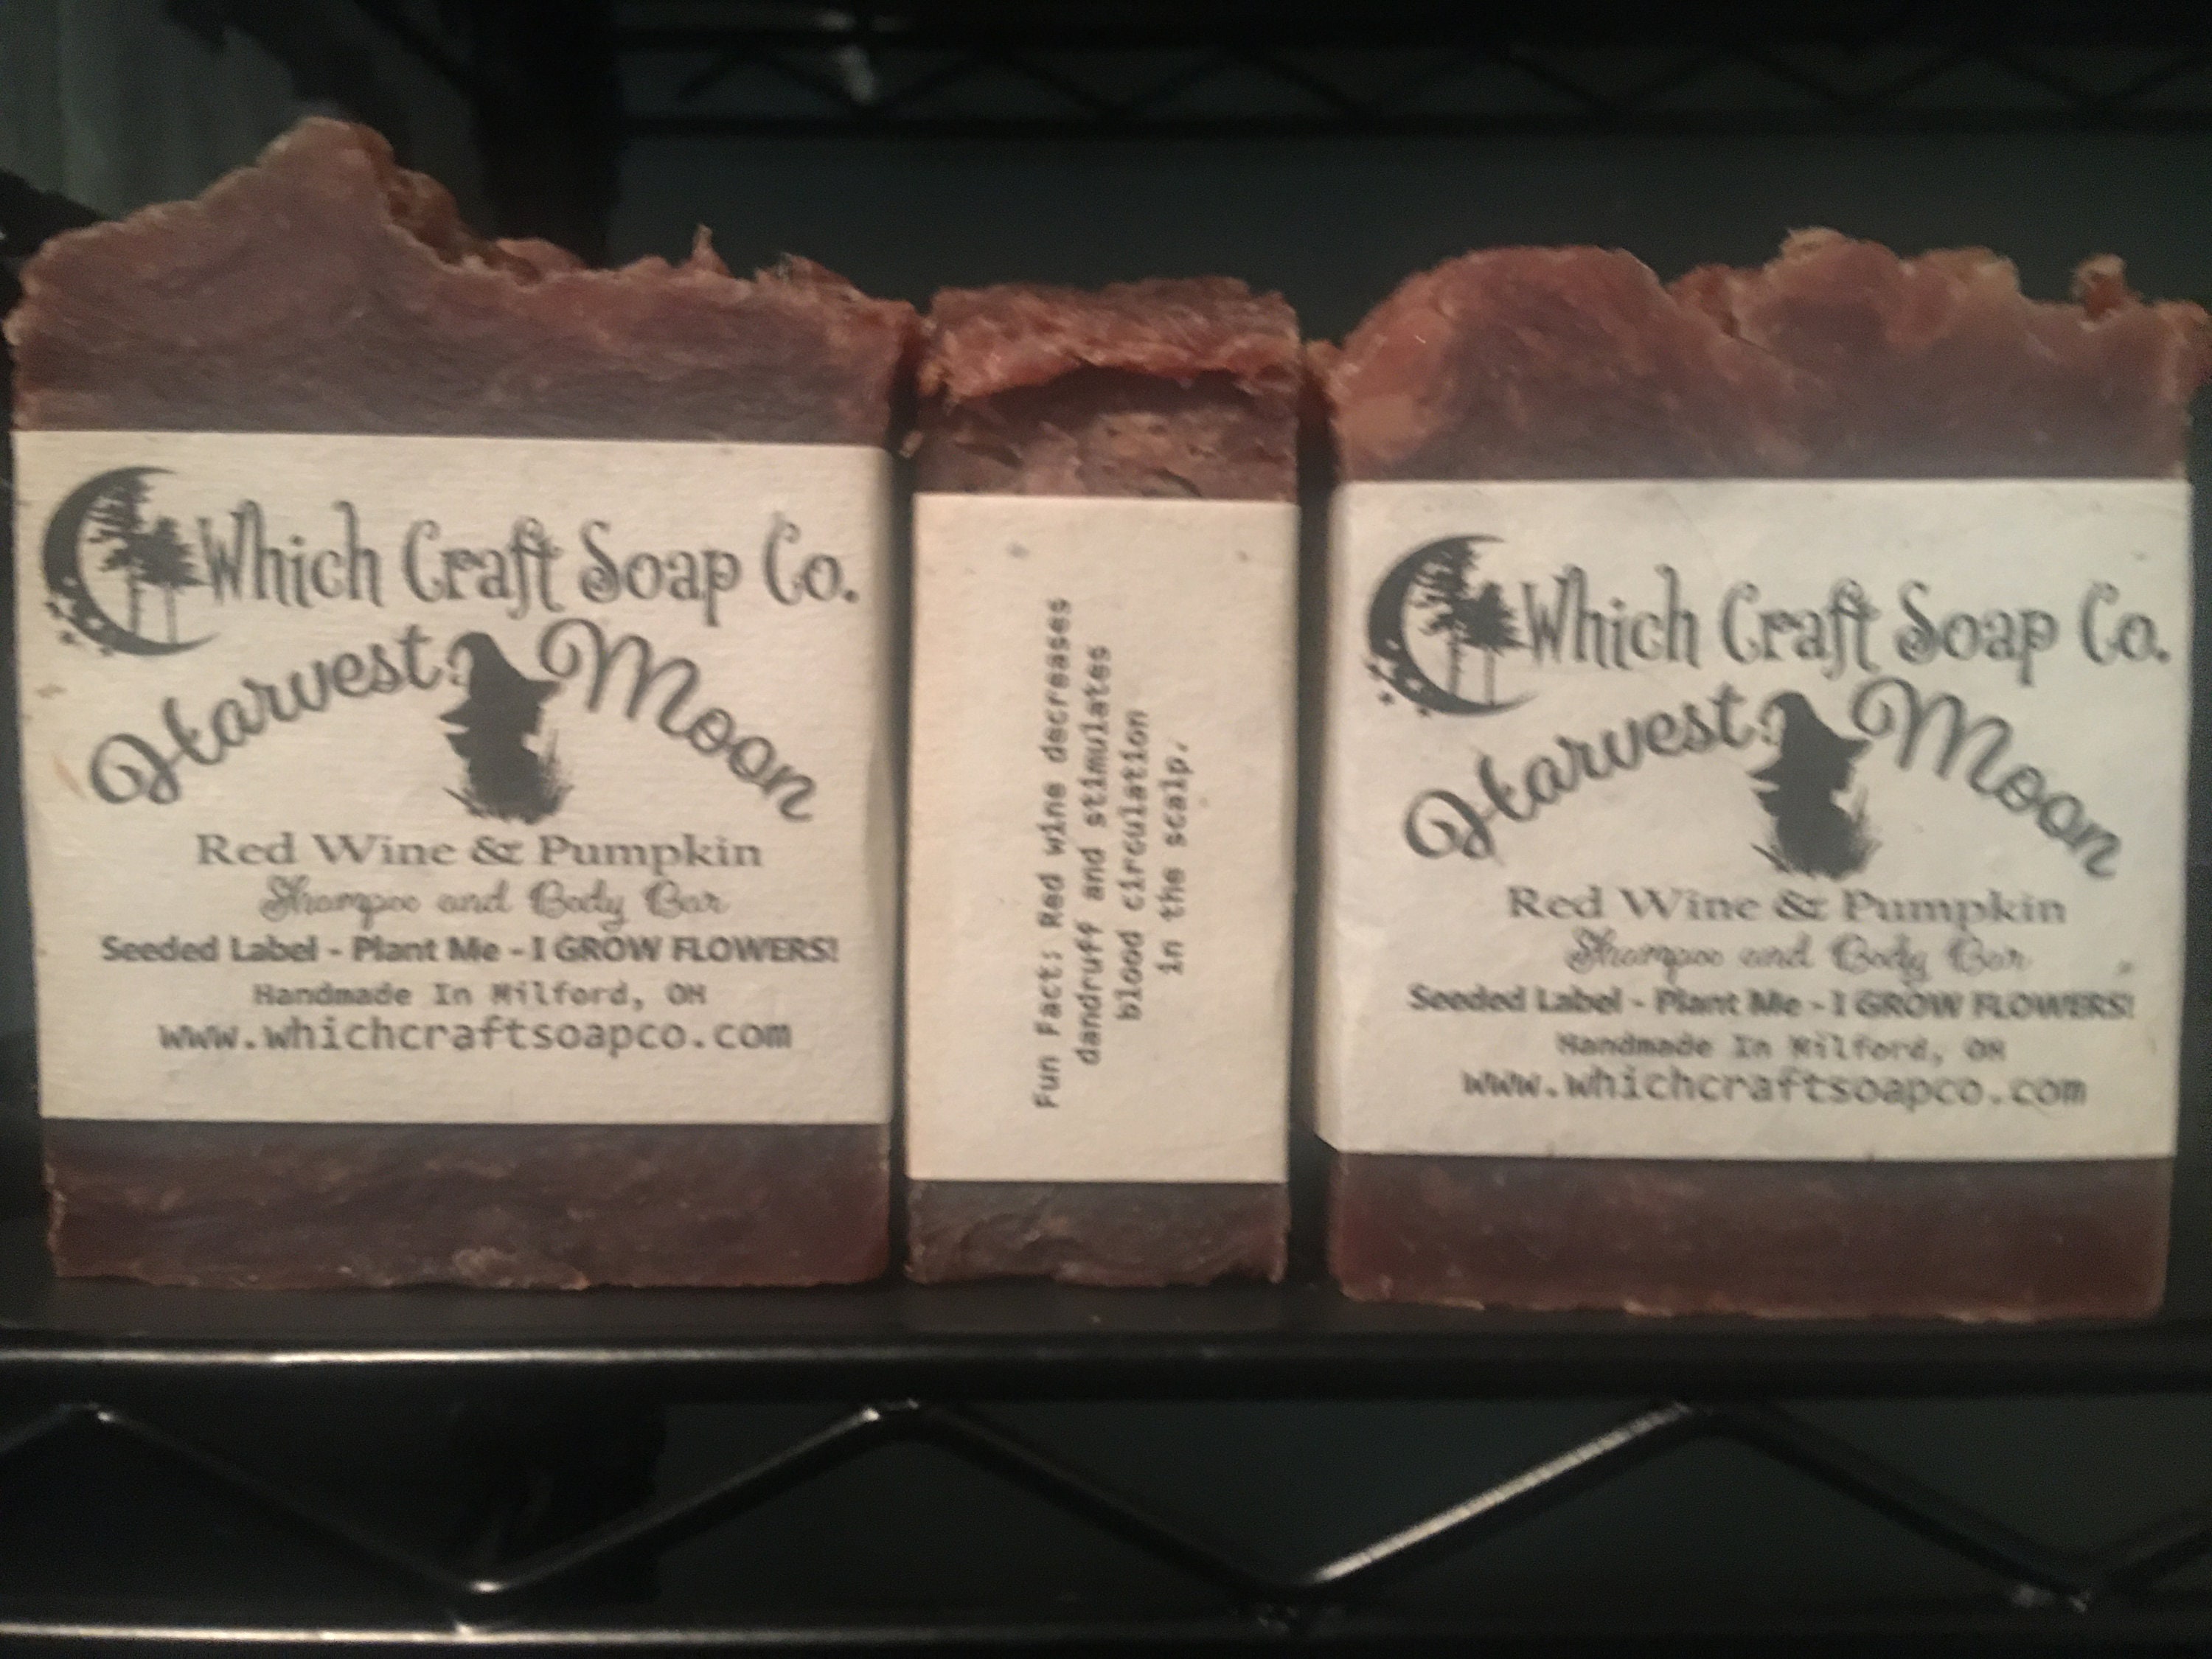 Which Craft Soap Co.
Harvest Moon
Red Wine & Pumpkin
Shampoo and Body Bar
Seeded Label - Plant Me - I GROW FLOWERS!
Handmade In Milford, OH
www.whichcraftsoapco.com
Fun Fact: Red wine decreases
dandruff and stimulates
blood circulation
in the scalp.
Which Craft Soap Co.
Harvest Moon
Red Wine & Pumpkin
Shampoo and Body Bar
Seeded Label - Plant Me - I GROW FLOWERS!
Handmade In Milford, OH
www.whichcraftsoapco.com